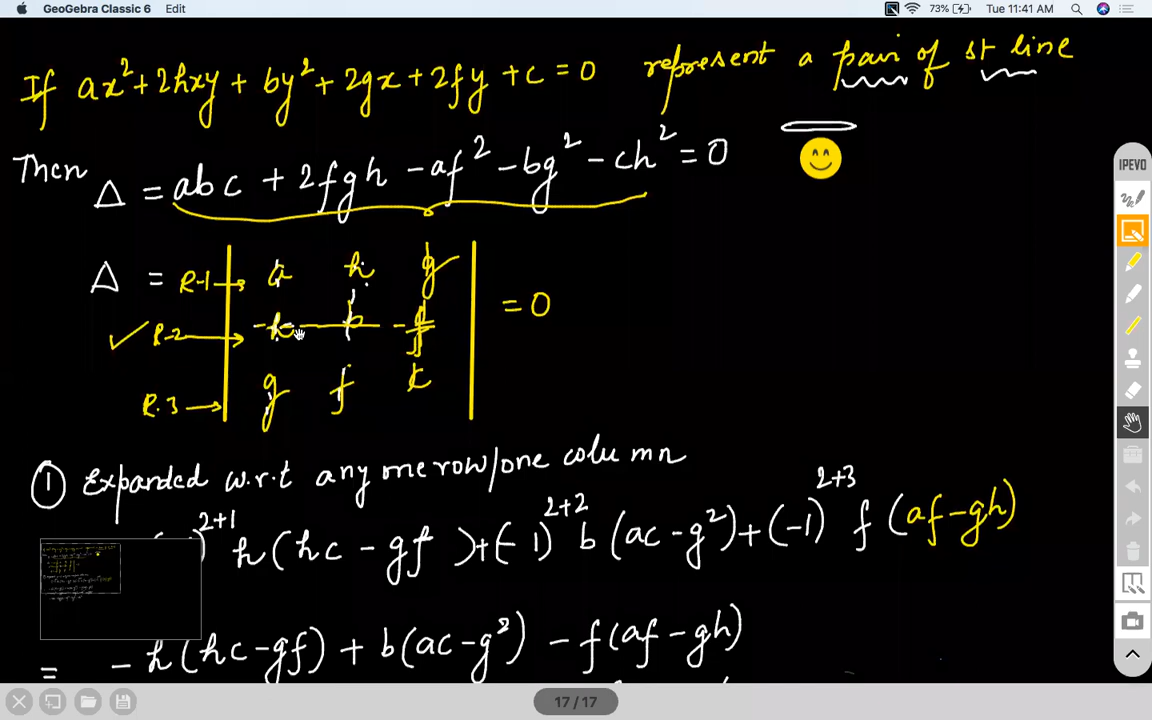 GeoGebra Classic 6 Edit 73% Tue 11:41 AM
If ax²+2hxy + by²+2gx+2fy +c=0 represent a pair of st line
Then Δ = abc + 2fgh -af² -bg² - ch² = 0
IPEVO
Δ = R-1 → a h g
= 0
R-2 → h b f
R.3 → g f c
① Expanded w.r.t any one row/one column
2+1 h(hc - gf)+(-1)²⁺² b(ac-g²)+(-1)²⁺³ f(af-gh)
= -h(hc-gf) + b(ac-g²) - f(af-gh)
17/17